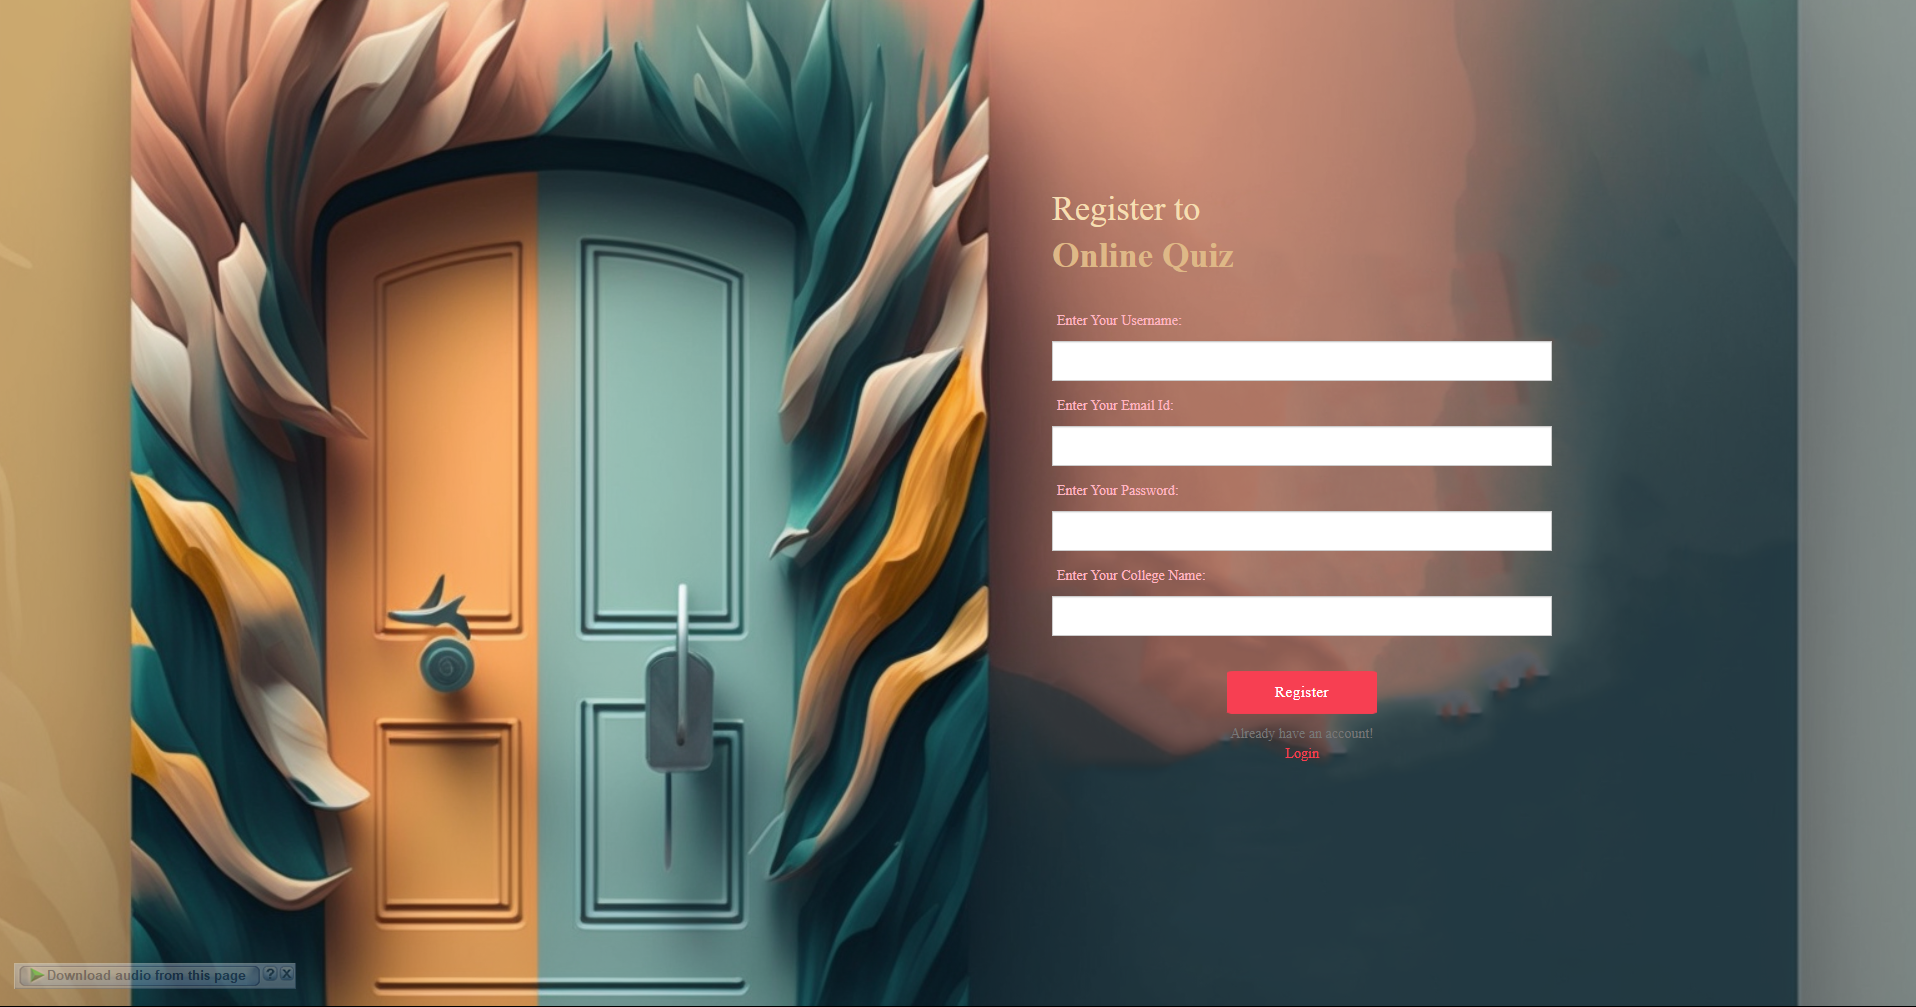 Register to
Online Quiz
Enter Your Username:
Enter Your Email Id:
Enter Your Password:
Enter Your College Name:
Register
Already have an account!
Login
Download audio from this page ? X